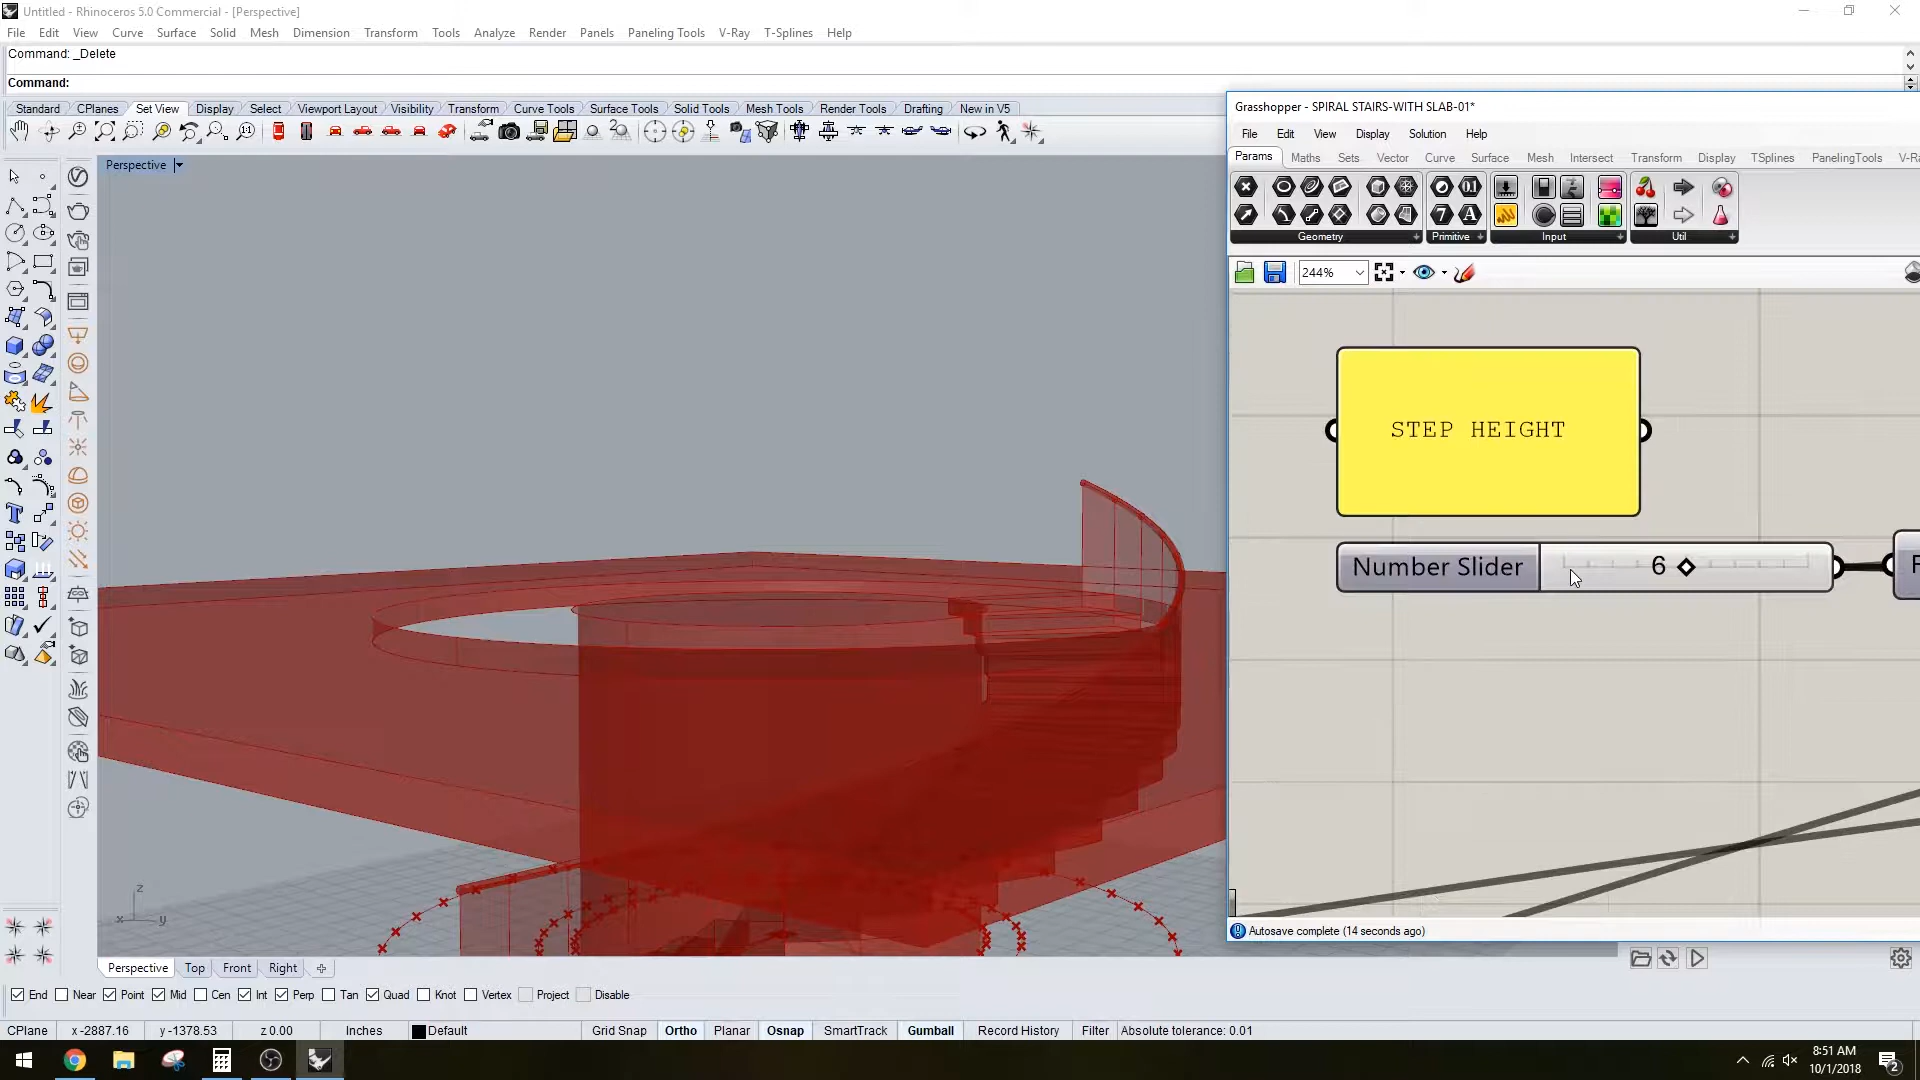 Untitled - Rhinoceros 5.0 Commercial - [Perspective]
File Edit View Curve Surface Solid Mesh Dimension Transform Tools Analyze Render Panels Paneling Tools V-Ray T-Splines Help
Command: _Delete
Command:
Standard CPlanes Set View Display Select Viewport Layout Visibility Transform Curve Tools Surface Tools Solid Tools Mesh Tools Render Tools Drafting New in V5
Perspective
Grasshopper - SPIRAL STAIRS-WITH SLAB-01*
File Edit View Display Solution Help
Params Maths Sets Vector Curve Surface Mesh Intersect Transform Display TSplines PanelingTools V-Ra
Geometry Primitive Input Util
244%
STEP HEIGHT
Number Slider 6 F
z
x y
Autosave complete (14 seconds ago)
Perspective Top Front Right
End Near Point Mid Cen Int Perp Tan Quad Knot Vertex Project Disable
CPlane x -2887.16 y -1378.53 z 0.00 Inches Default Grid Snap Ortho Planar Osnap SmartTrack Gumball Record History Filter Absolute tolerance: 0.01
8:51 AM
10/1/2018
2